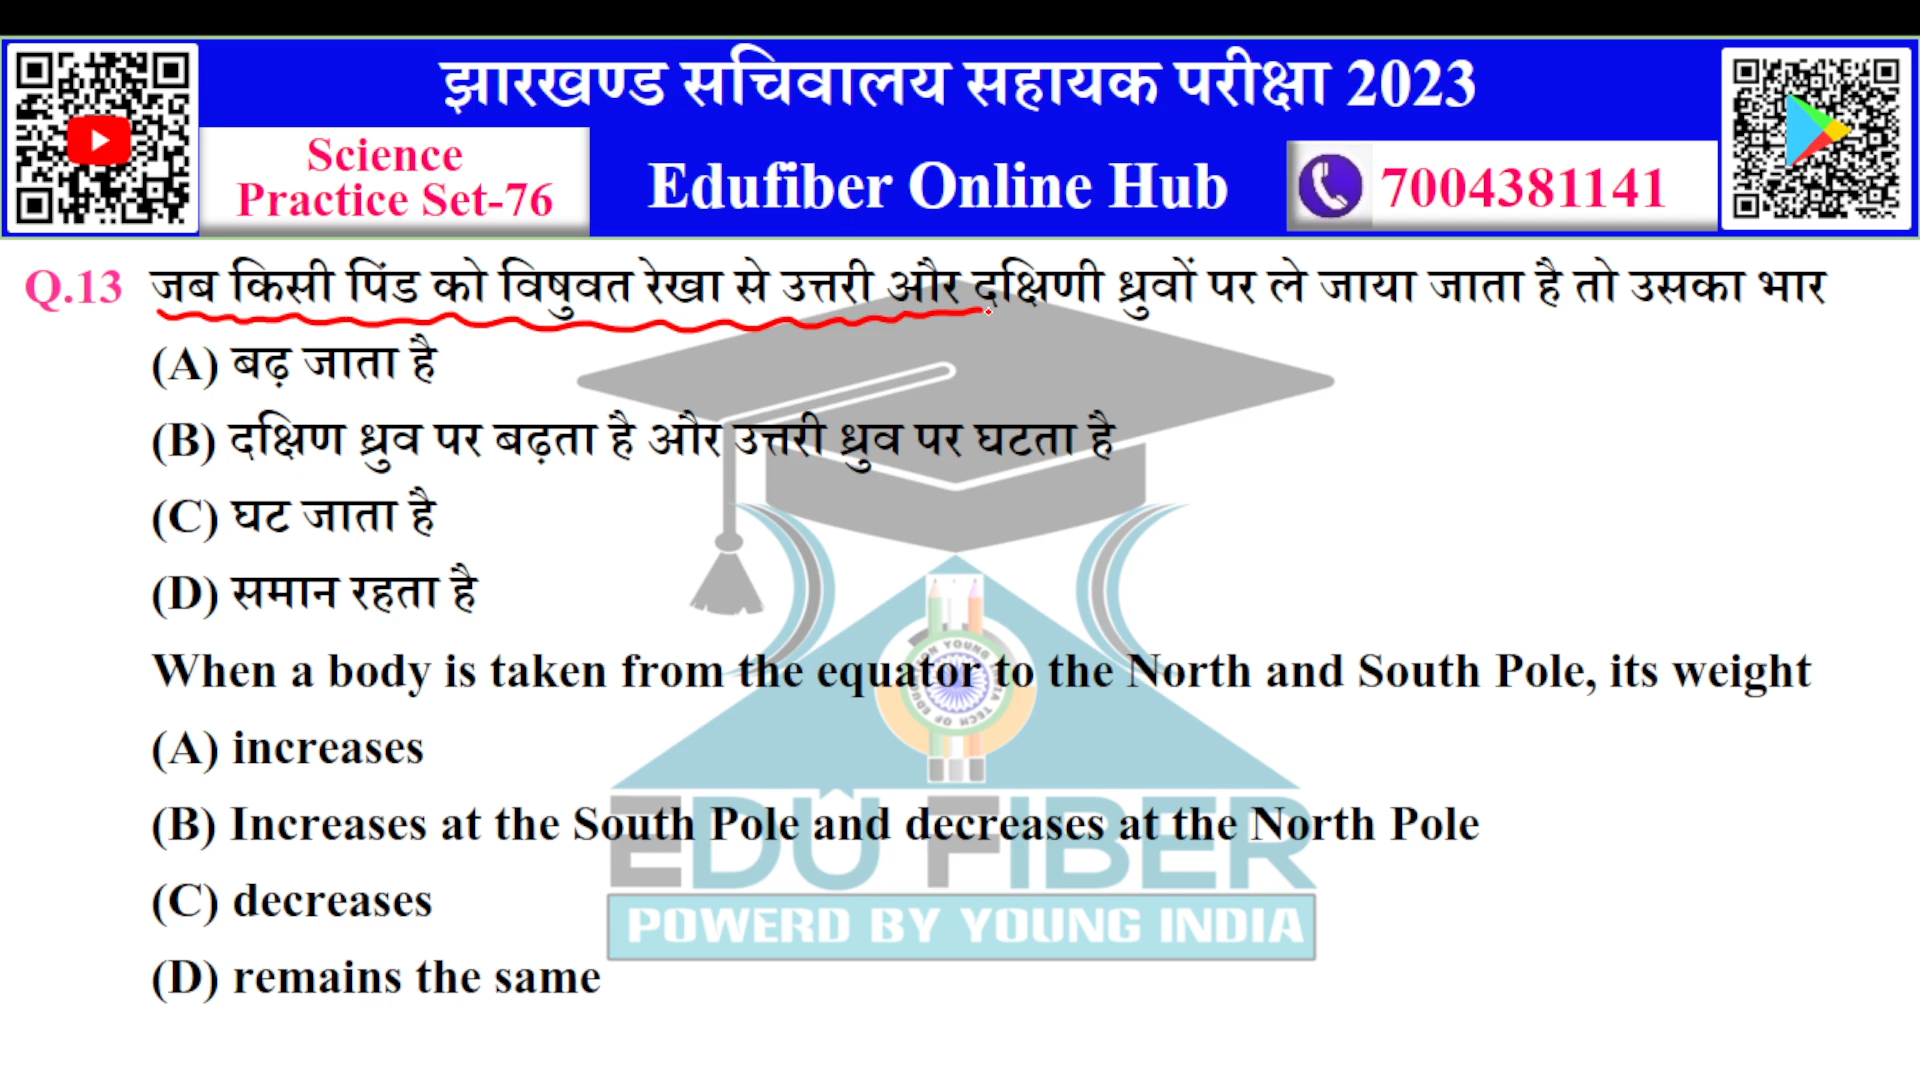 झारखण्ड सचिवालय सहायक परीक्षा 2023
Science
Practice Set-76
Edufiber Online Hub
7004381141
Q.13 जब किसी पिंड को विषुवत रेखा से उत्तरी और दक्षिणी ध्रुवों पर ले जाया जाता है तो उसका भार
(A) बढ़ जाता है
(B) दक्षिण ध्रुव पर बढ़ता है और उत्तरी ध्रुव पर घटता है
(C) घट जाता है
(D) समान रहता है
When a body is taken from the equator to the North and South Pole, its weight
(A) increases
(B) Increases at the South Pole and decreases at the North Pole
(C) decreases
(D) remains the same
EDU FIBER
POWERD BY YOUNG INDIA